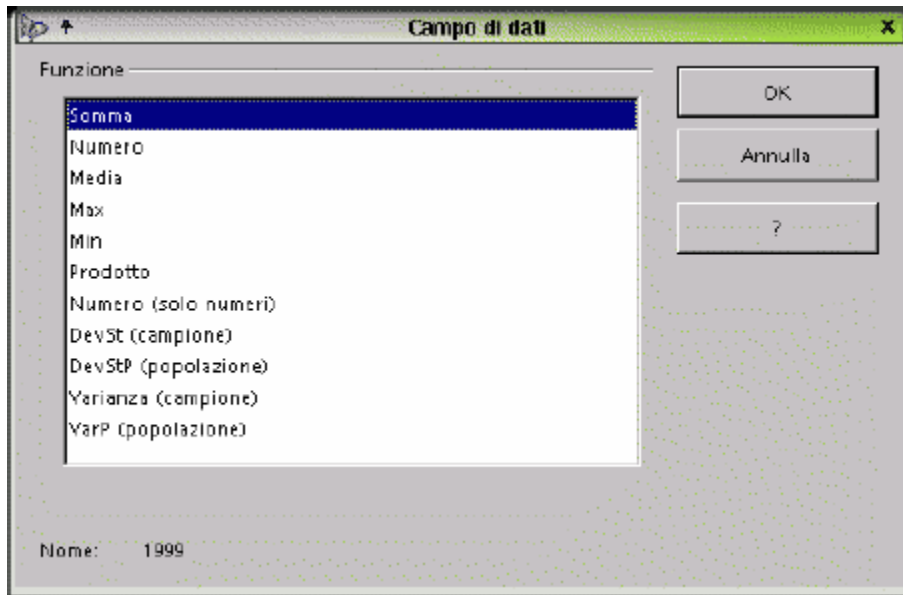 Campo di dati
Funzione
OK
Somma
Numero
Annulla
Media
Max
?
Min
Prodotto
Numero (solo numeri)
DevSt (campione)
DevStP (popolazione)
Varianza (campione)
VarP (popolazione)
Nome: 1999